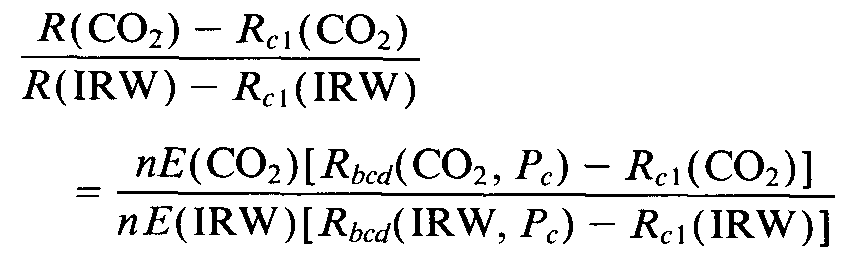 R(CO₂) − R_{c1}(CO₂)
R(IRW) − R_{c1}(IRW)
= nE(CO₂)[R_{bcd}(CO₂, P_c) − R_{c1}(CO₂)]
nE(IRW)[R_{bcd}(IRW, P_c) − R_{c1}(IRW)]